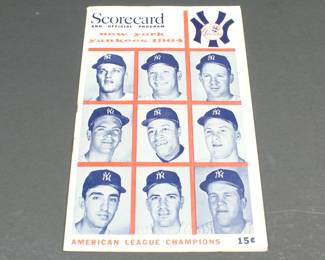 Scorecard
AND OFFICIAL PROGRAM
new york
yankees 1964
AMERICAN LEAGUE CHAMPIONS 15¢